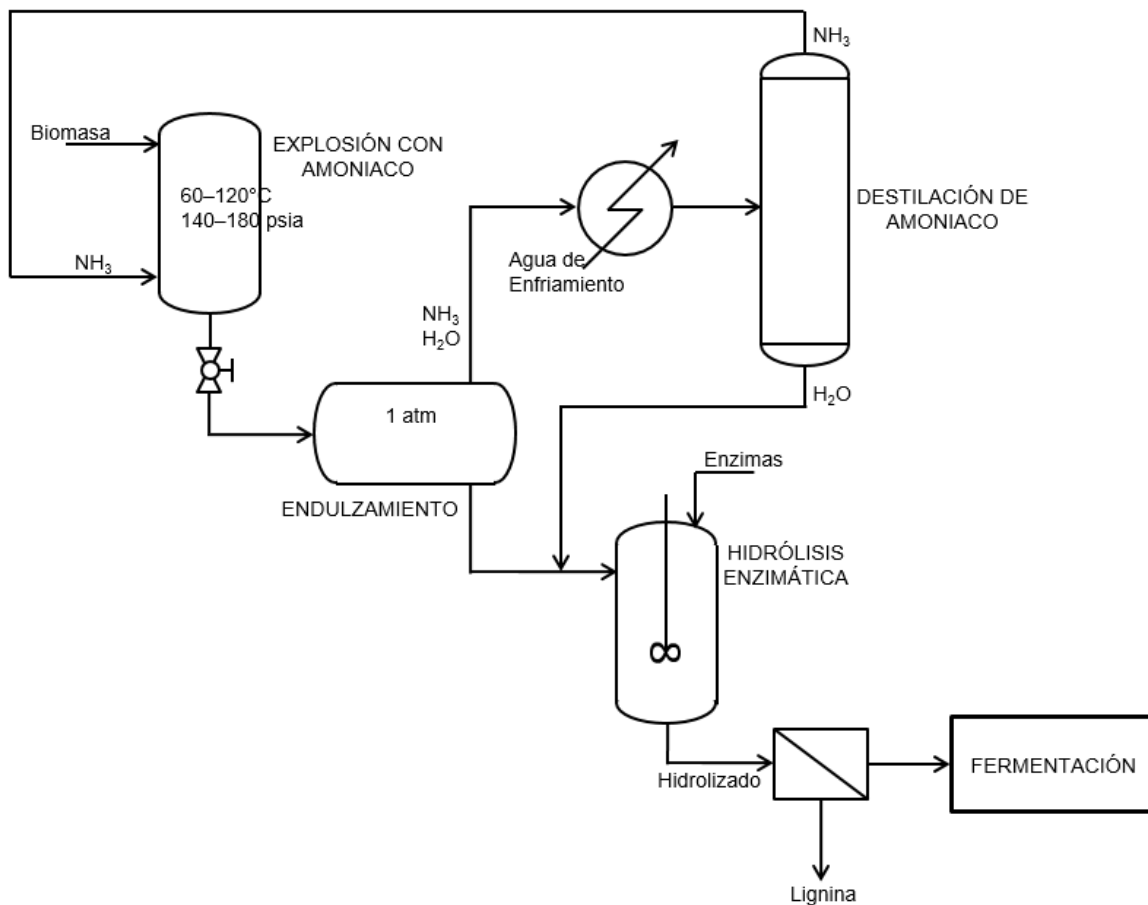 NH₃
Biomasa
EXPLOSIÓN CON
AMONIACO
60–120°C
140–180 psia
NH₃
DESTILACIÓN DE
AMONIACO
Agua de
Enfriamiento
NH₃
H₂O
H₂O
1 atm
ENDULZAMIENTO
Enzimas
HIDRÓLISIS
ENZIMÁTICA
Hidrolizado
FERMENTACIÓN
Lignina